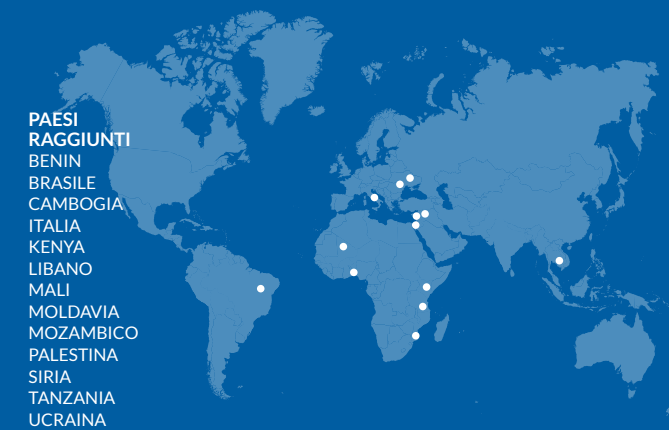 PAESI
RAGGIUNTI
BENIN
BRASILE
CAMBOGIA
ITALIA
KENYA
LIBANO
MALI
MOLDAVIA
MOZAMBICO
PALESTINA
SIRIA
TANZANIA
UCRAINA